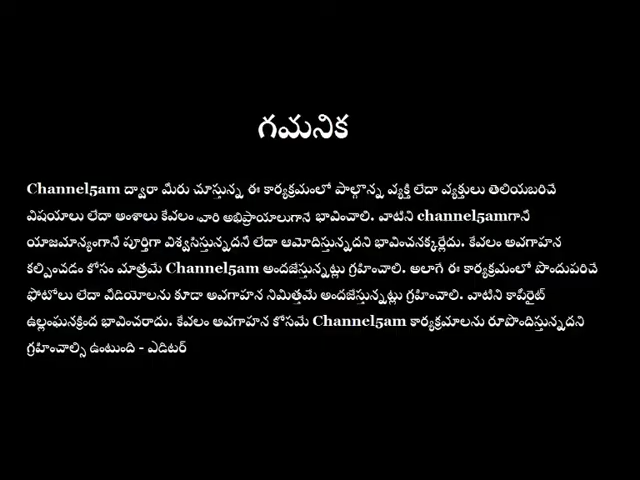 గమనిక
Channel5am ద్వారా మీరు చూస్తున్న ఈ కార్యక్రమంలో పాల్గొన్న వ్యక్తి లేదా వ్యక్తులు తెలియబరిచే
విషయాలు లేదా అంశాలు కేవలం వారి అభిప్రాయాలుగానే భావించాలి. వాటిని channel5amగానీ
యాజమాన్యంగానీ పూర్తిగా విశ్వసిస్తున్నదనీ లేదా ఆమోదిస్తున్నదని భావించనక్కర్లేదు. కేవలం అవగాహన
కల్పించడం కోసం మాత్రమే Channel5am అందజేస్తున్నట్లు గ్రహించాలి. అలాగే ఈ కార్యక్రమంలో పొందుపరిచే
ఫోటోలు లేదా వీడియోలను కూడా అవగాహన నిమిత్తమే అందజేస్తున్నట్లు గ్రహించాలి. వాటిని కాపీరైట్
ఉల్లంఘనక్రింద భావించరాదు. కేవలం అవగాహన కోసమే Channel5am కార్యక్రమాలను రూపొందిస్తున్నదని
గ్రహించాల్సి ఉంటుంది - ఎడిటర్